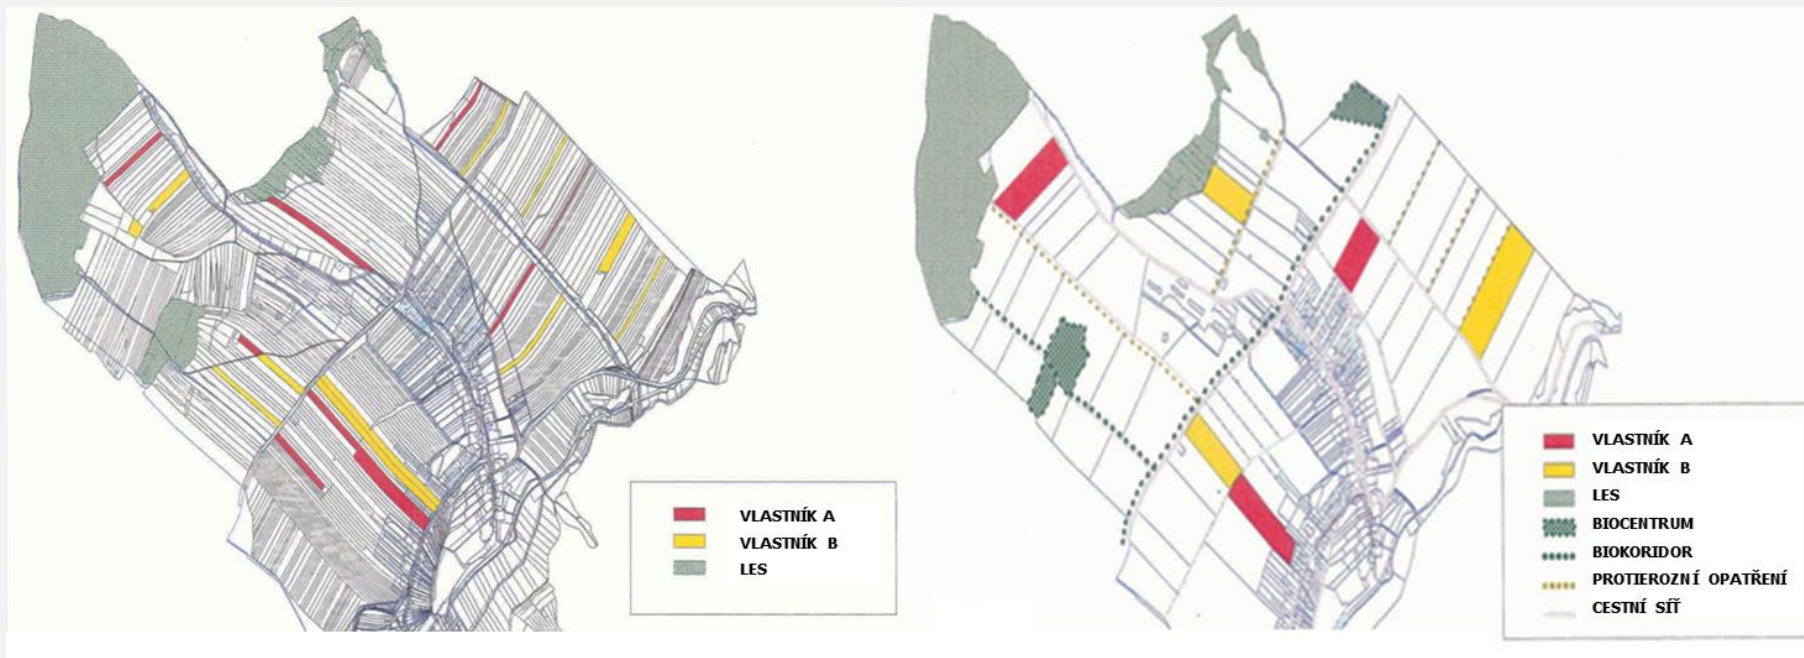 VLASTNÍK A
VLASTNÍK B
LES
VLASTNÍK A
VLASTNÍK B
LES
BIOCENTRUM
BIOKORIDOR
PROTIEROZNÍ OPATŘENÍ
CESTNÍ SÍŤ